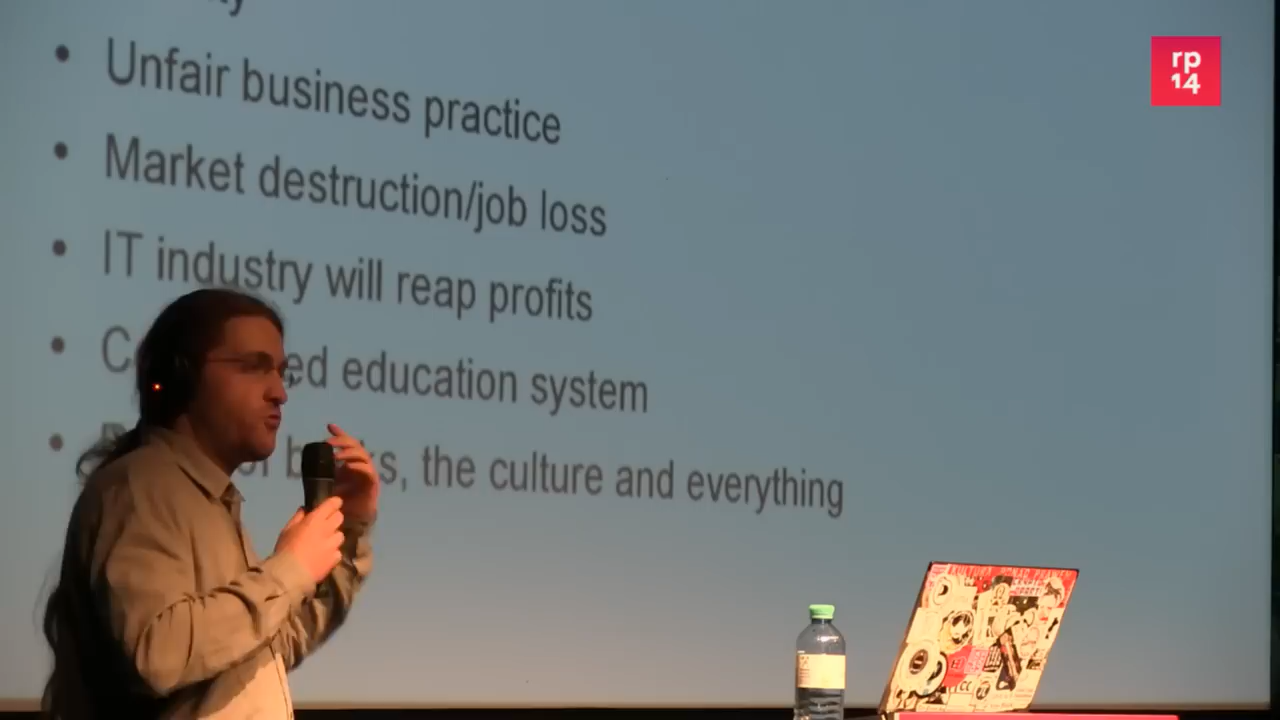 • Unfair business practice
• Market destruction/job loss
• IT industry will reap profits
• education system
• the culture and everything
rp
14